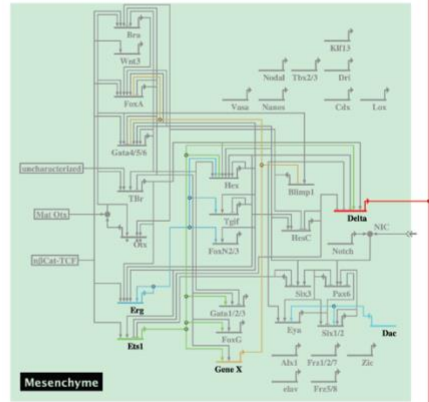 Bra
KR13
Wnt3
Nodal Tbx2/3 Dri
FoxA
Vasa Nanos Cdx Lox
Gata4/5/6
uncharacterized
Hex
Blimp1
TBr
Mat Otx
Tgif
Delta
Otx
HesC
NIC
FoxN2/3
Notch
nβCat-TCF
Six3 Pax6
Erg
Gata1/2/3
Ets1
Eya Six1/2 Dac
FoxG
Gene X
Alx1 Frz1/2/7 Zic
Mesenchyme
elav Frz5/8